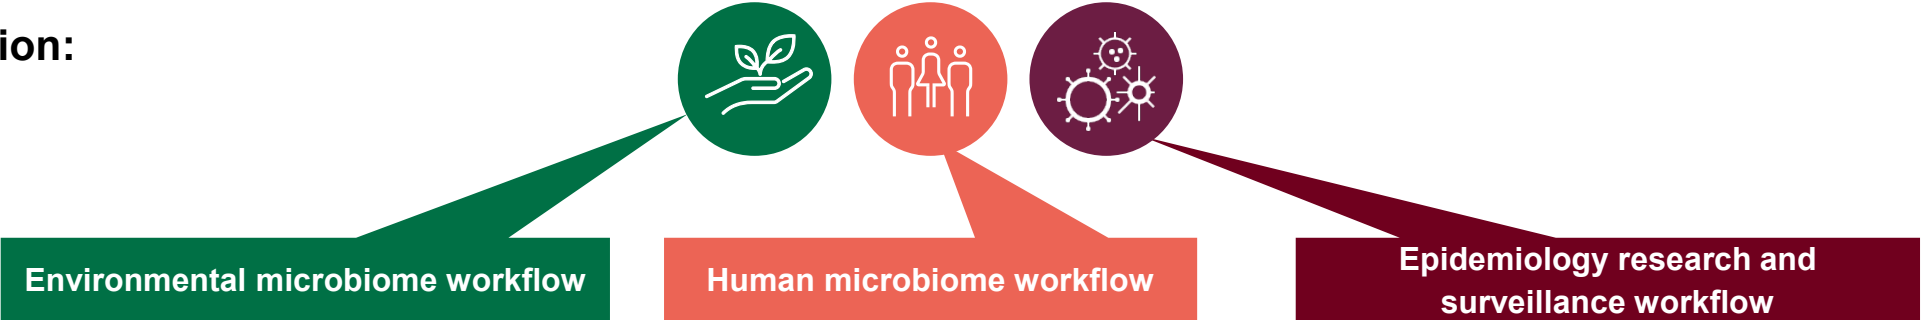 ion:
Environmental microbiome workflow
Human microbiome workflow
Epidemiology research and
surveillance workflow